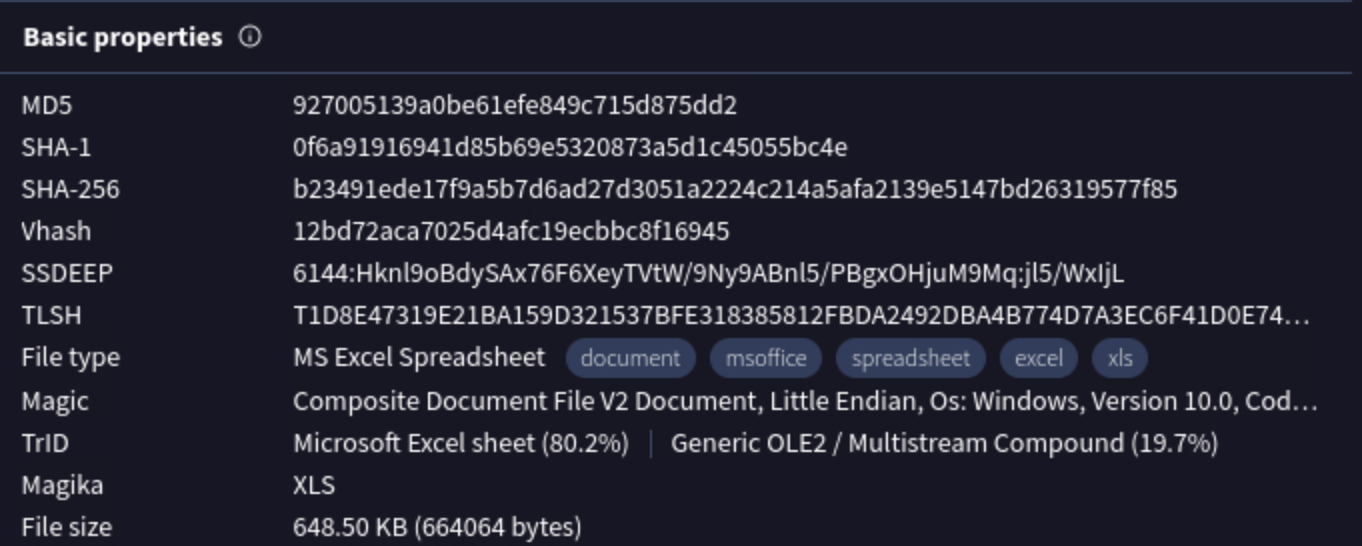 Basic properties
MD5 927005139a0be61efe849c715d875dd2
SHA-1 0f6a91916941d85b69e5320873a5d1c45055bc4e
SHA-256 b23491ede17f9a5b7d6ad27d3051a2224c214a5afa2139e5147bd26319577f85
Vhash 12bd72aca7025d4afc19ecbbc8f16945
SSDEEP 6144:Hknl9oBdySAx76F6XeyTVtW/9Ny9ABnl5/PBgxOHjuM9Mq:jl5/WxIjL
TLSH T1D8E47319E21BA159D321537BFE318385812FBDA2492DBA4B774D7A3EC6F41D0E74...
File type MS Excel Spreadsheet document msoffice spreadsheet excel xls
Magic Composite Document File V2 Document, Little Endian, Os: Windows, Version 10.0, Cod...
TrID Microsoft Excel sheet (80.2%) | Generic OLE2 / Multistream Compound (19.7%)
Magika XLS
File size 648.50 KB (664064 bytes)